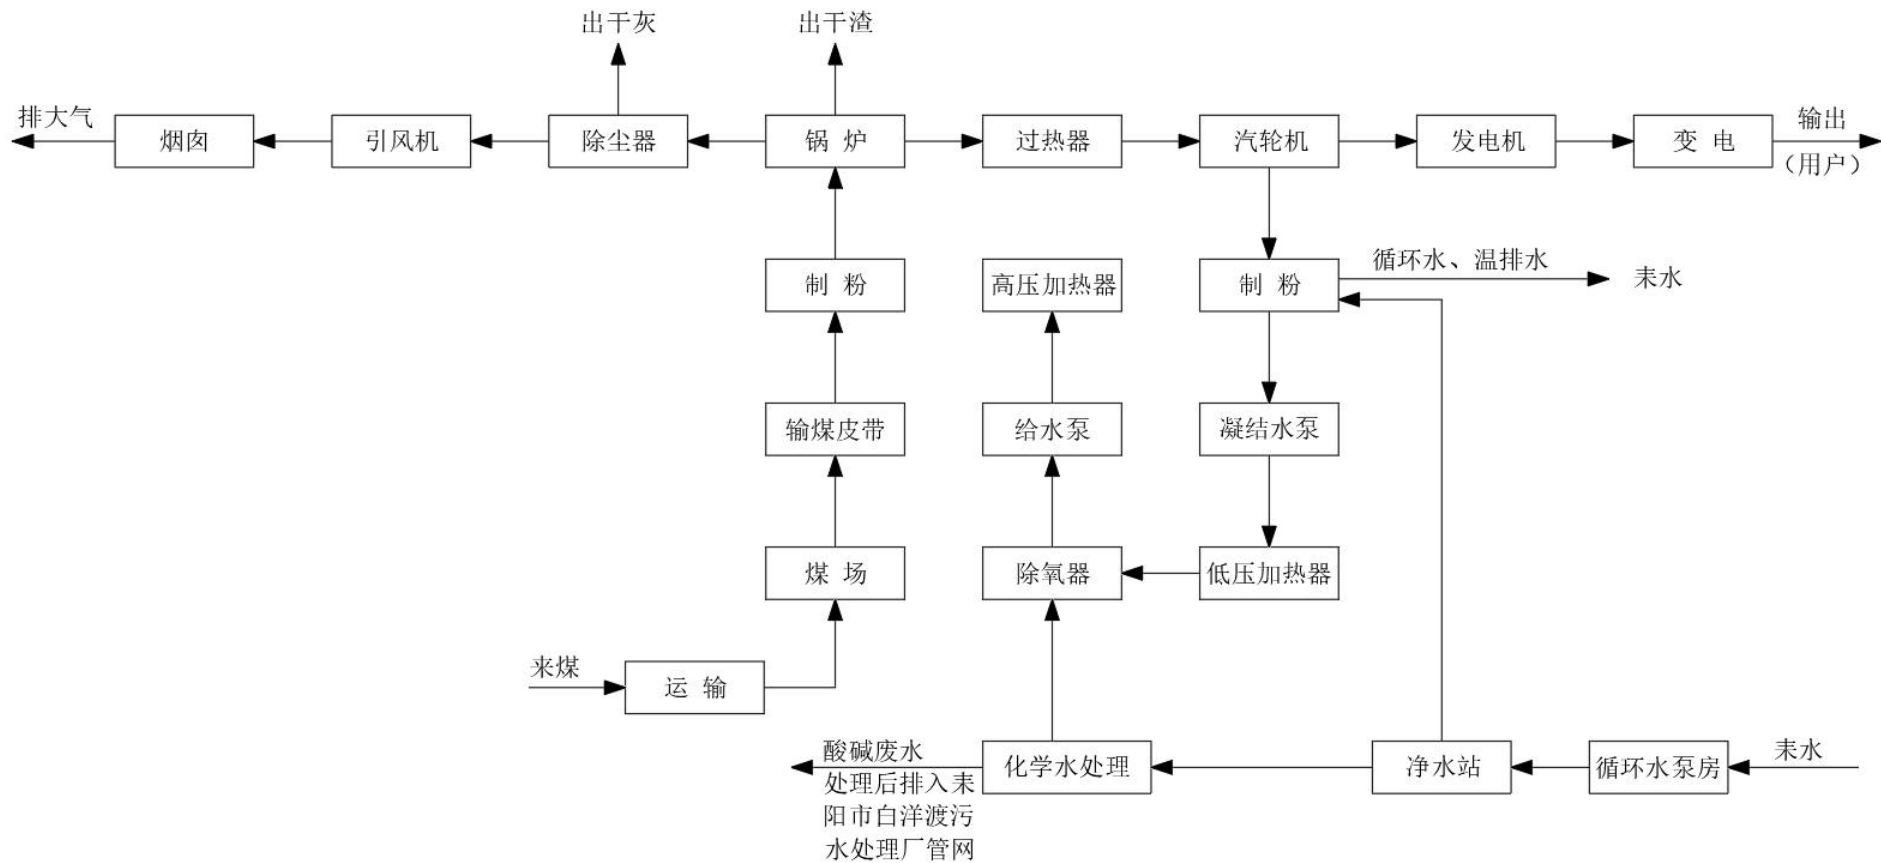 出干灰
出干渣
排大气
烟囱
引风机
除尘器
锅 炉
过热器
汽轮机
发电机
变 电
输出
（用户）
制 粉
高压加热器
制 粉
循环水、温排水
耒水
输煤皮带
给水泵
凝结水泵
煤 场
除氧器
低压加热器
来煤
运 输
酸碱废水
处理后排入耒
阳市白洋渡污
水处理厂管网
化学水处理
净水站
循环水泵房
耒水